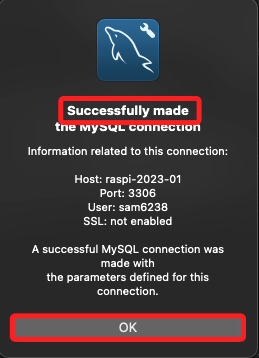 Successfully made
the MySQL connection
Information related to this connection:
Host: raspi-2023-01
Port: 3306
User: sam6238
SSL: not enabled
A successful MySQL connection was
made with
the parameters defined for this
connection.
OK